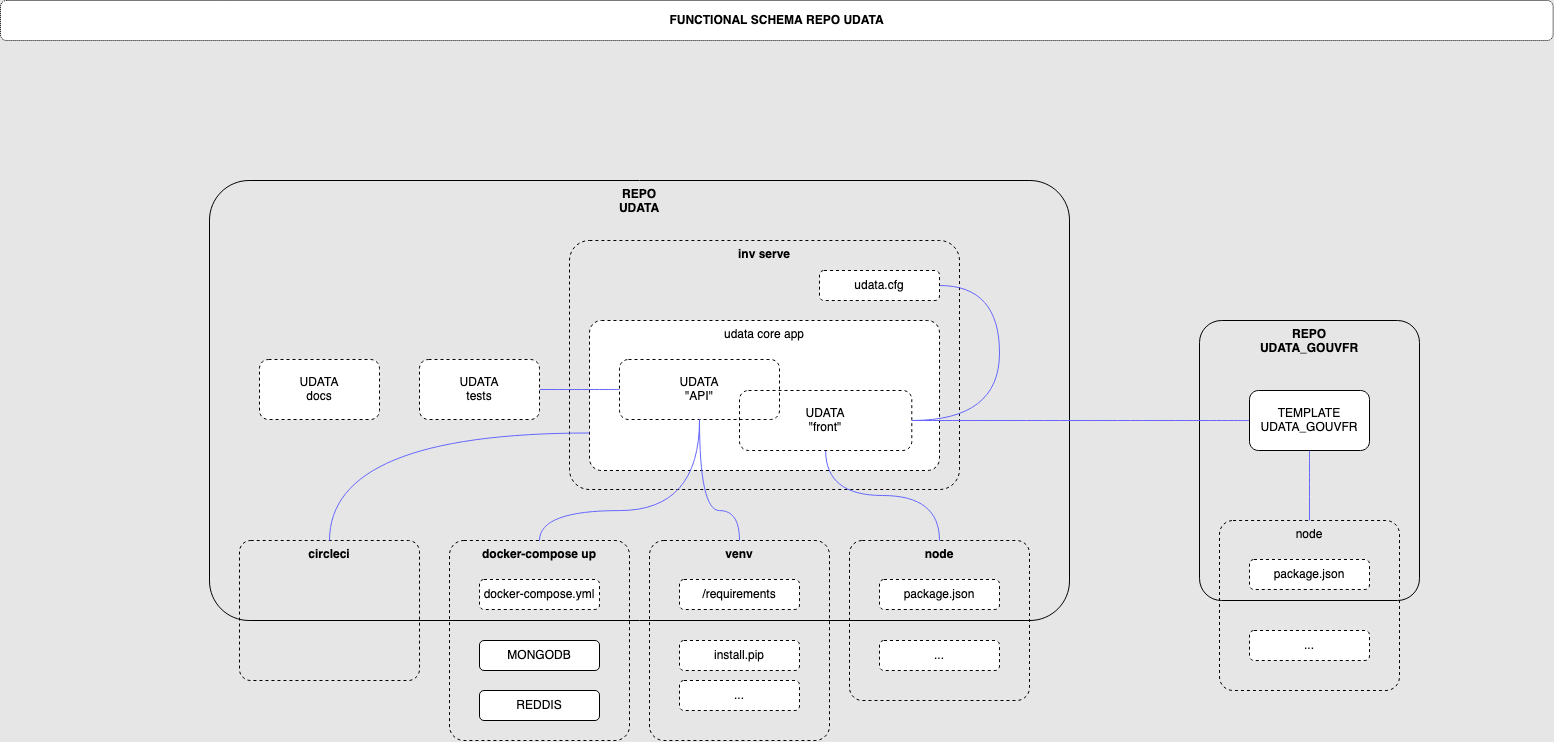 FUNCTIONAL SCHEMA REPO UDATA
REPO
UDATA
inv serve
udata.cfg
udata core app
UDATA
docs
UDATA
tests
UDATA
"API"
UDATA
"front"
REPO
UDATA_GOUVFR
TEMPLATE
UDATA_GOUVFR
circleci
docker-compose up
docker-compose.yml
MONGODB
REDDIS
venv
/requirements
install.pip
...
node
package.json
...
node
package.json
...